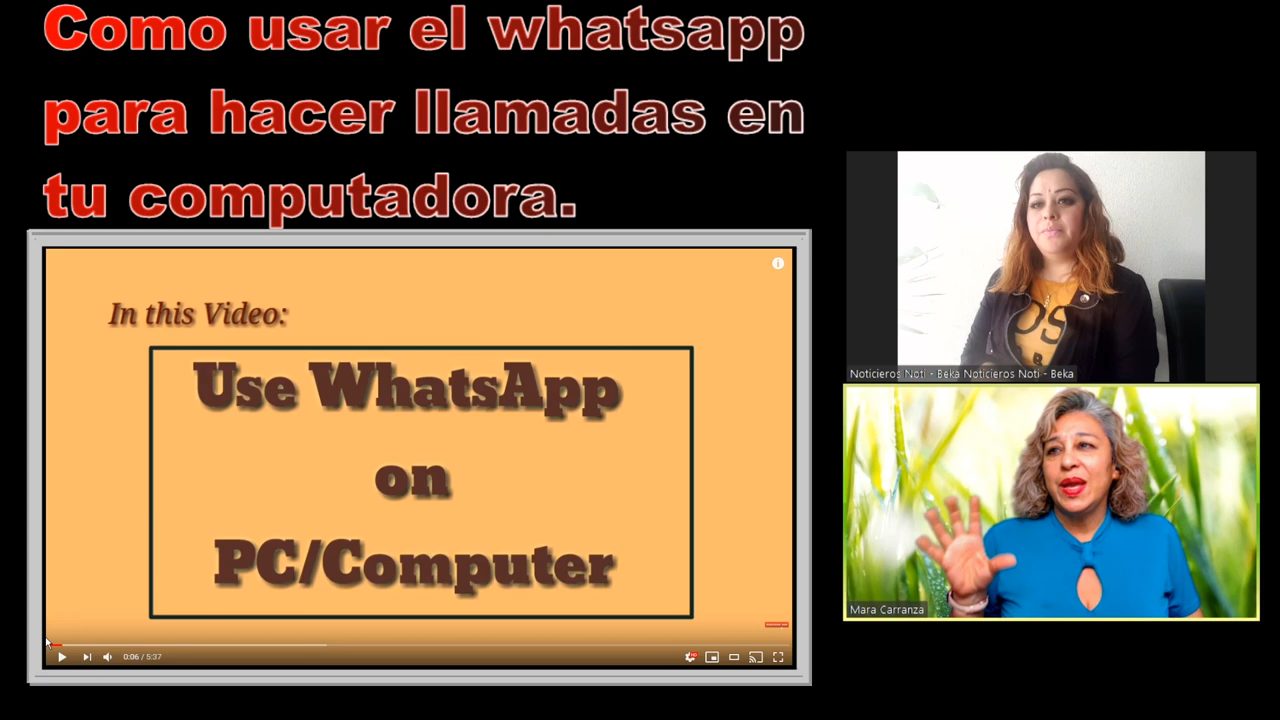 Como usar el whatsapp
para hacer llamadas en
tu computadora.
In this Video:
Use WhatsApp
on
PC/Computer
0:06 / 5:37
OS
Noticieros Noti - Beka Noticieros Noti - Beka
Mara Carranza